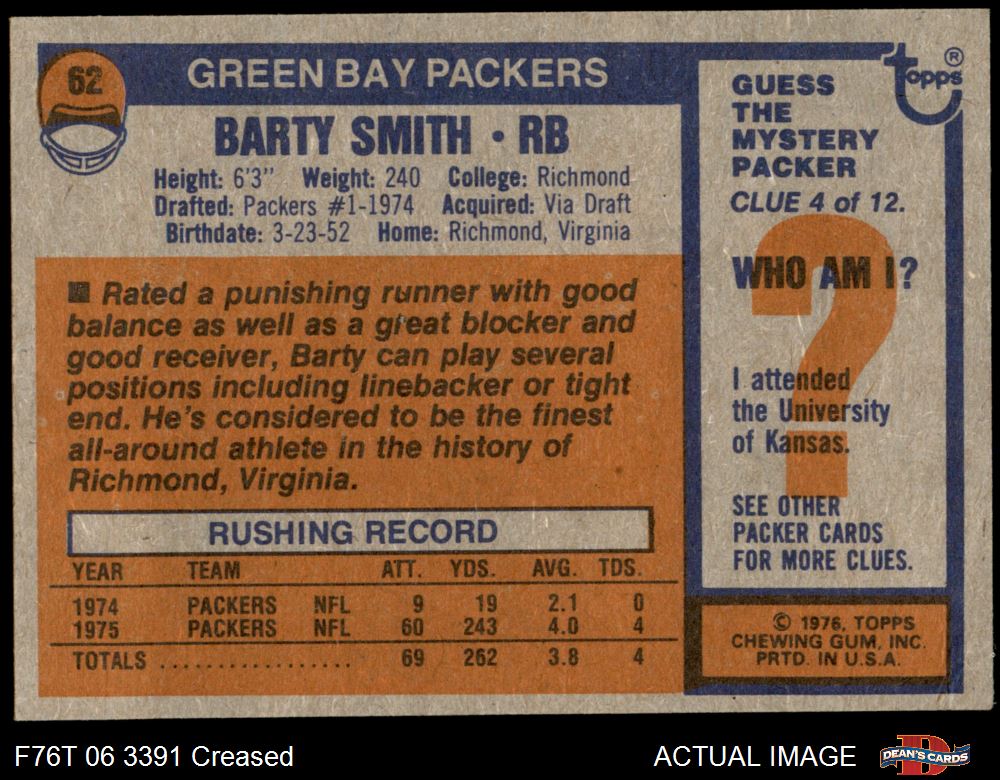 62
GREEN BAY PACKERS
BARTY SMITH • RB
Height: 6'3" Weight: 240 College: Richmond
Drafted: Packers #1-1974 Acquired: Via Draft
Birthdate: 3-23-52 Home: Richmond, Virginia
■ Rated a punishing runner with good
balance as well as a great blocker and
good receiver, Barty can play several
positions including linebacker or tight
end. He's considered to be the finest
all-around athlete in the history of
Richmond, Virginia.
RUSHING RECORD
YEAR TEAM ATT. YDS. AVG. TDS.
1974 PACKERS NFL 9 19 2.1 0
1975 PACKERS NFL 60 243 4.0 4
TOTALS .................. 69 262 3.8 4
topps®
GUESS
THE
MYSTERY
PACKER
CLUE 4 of 12.
WHO AM I?
?
I attended
the University
of Kansas.
SEE OTHER
PACKER CARDS
FOR MORE CLUES.
© 1976, TOPPS
CHEWING GUM, INC.
PRTD. IN U.S.A.
F76T 06 3391 Creased
ACTUAL IMAGE
DEAN'S CARDS